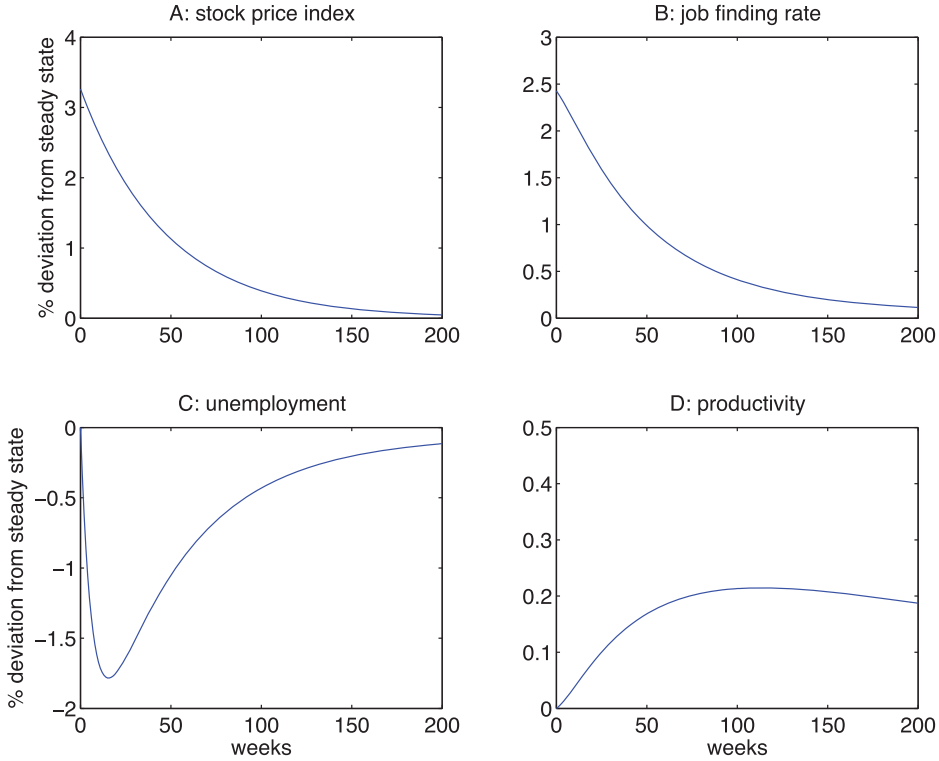 A: stock price index
% deviation from steady state
4
3
2
1
0
0 50 100 150 200
B: job finding rate
3
2.5
2
1.5
1
0.5
0
0 50 100 150 200
C: unemployment
% deviation from steady state
0
−0.5
−1
−1.5
−2
0 50 100 150 200
weeks
D: productivity
0.5
0.4
0.3
0.2
0.1
0
0 50 100 150 200
weeks